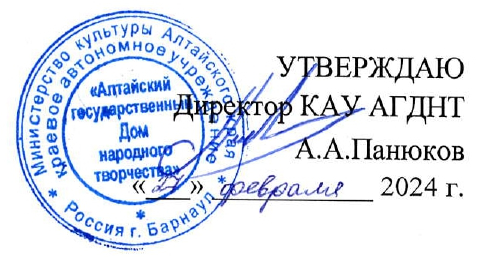 УТВЕРЖДАЮ
Директор КАУ АГДНТ
А.А.Панюков
«27» февраля 2024 г.
Министерство культуры Алтайского края
краевое автономное учреждение
«Алтайский
государственный
Дом
народного
творчества»
* Россия г. Барнаул *
*